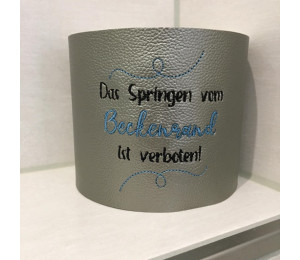 Das Springen vom
Beckenrand
ist verboten!